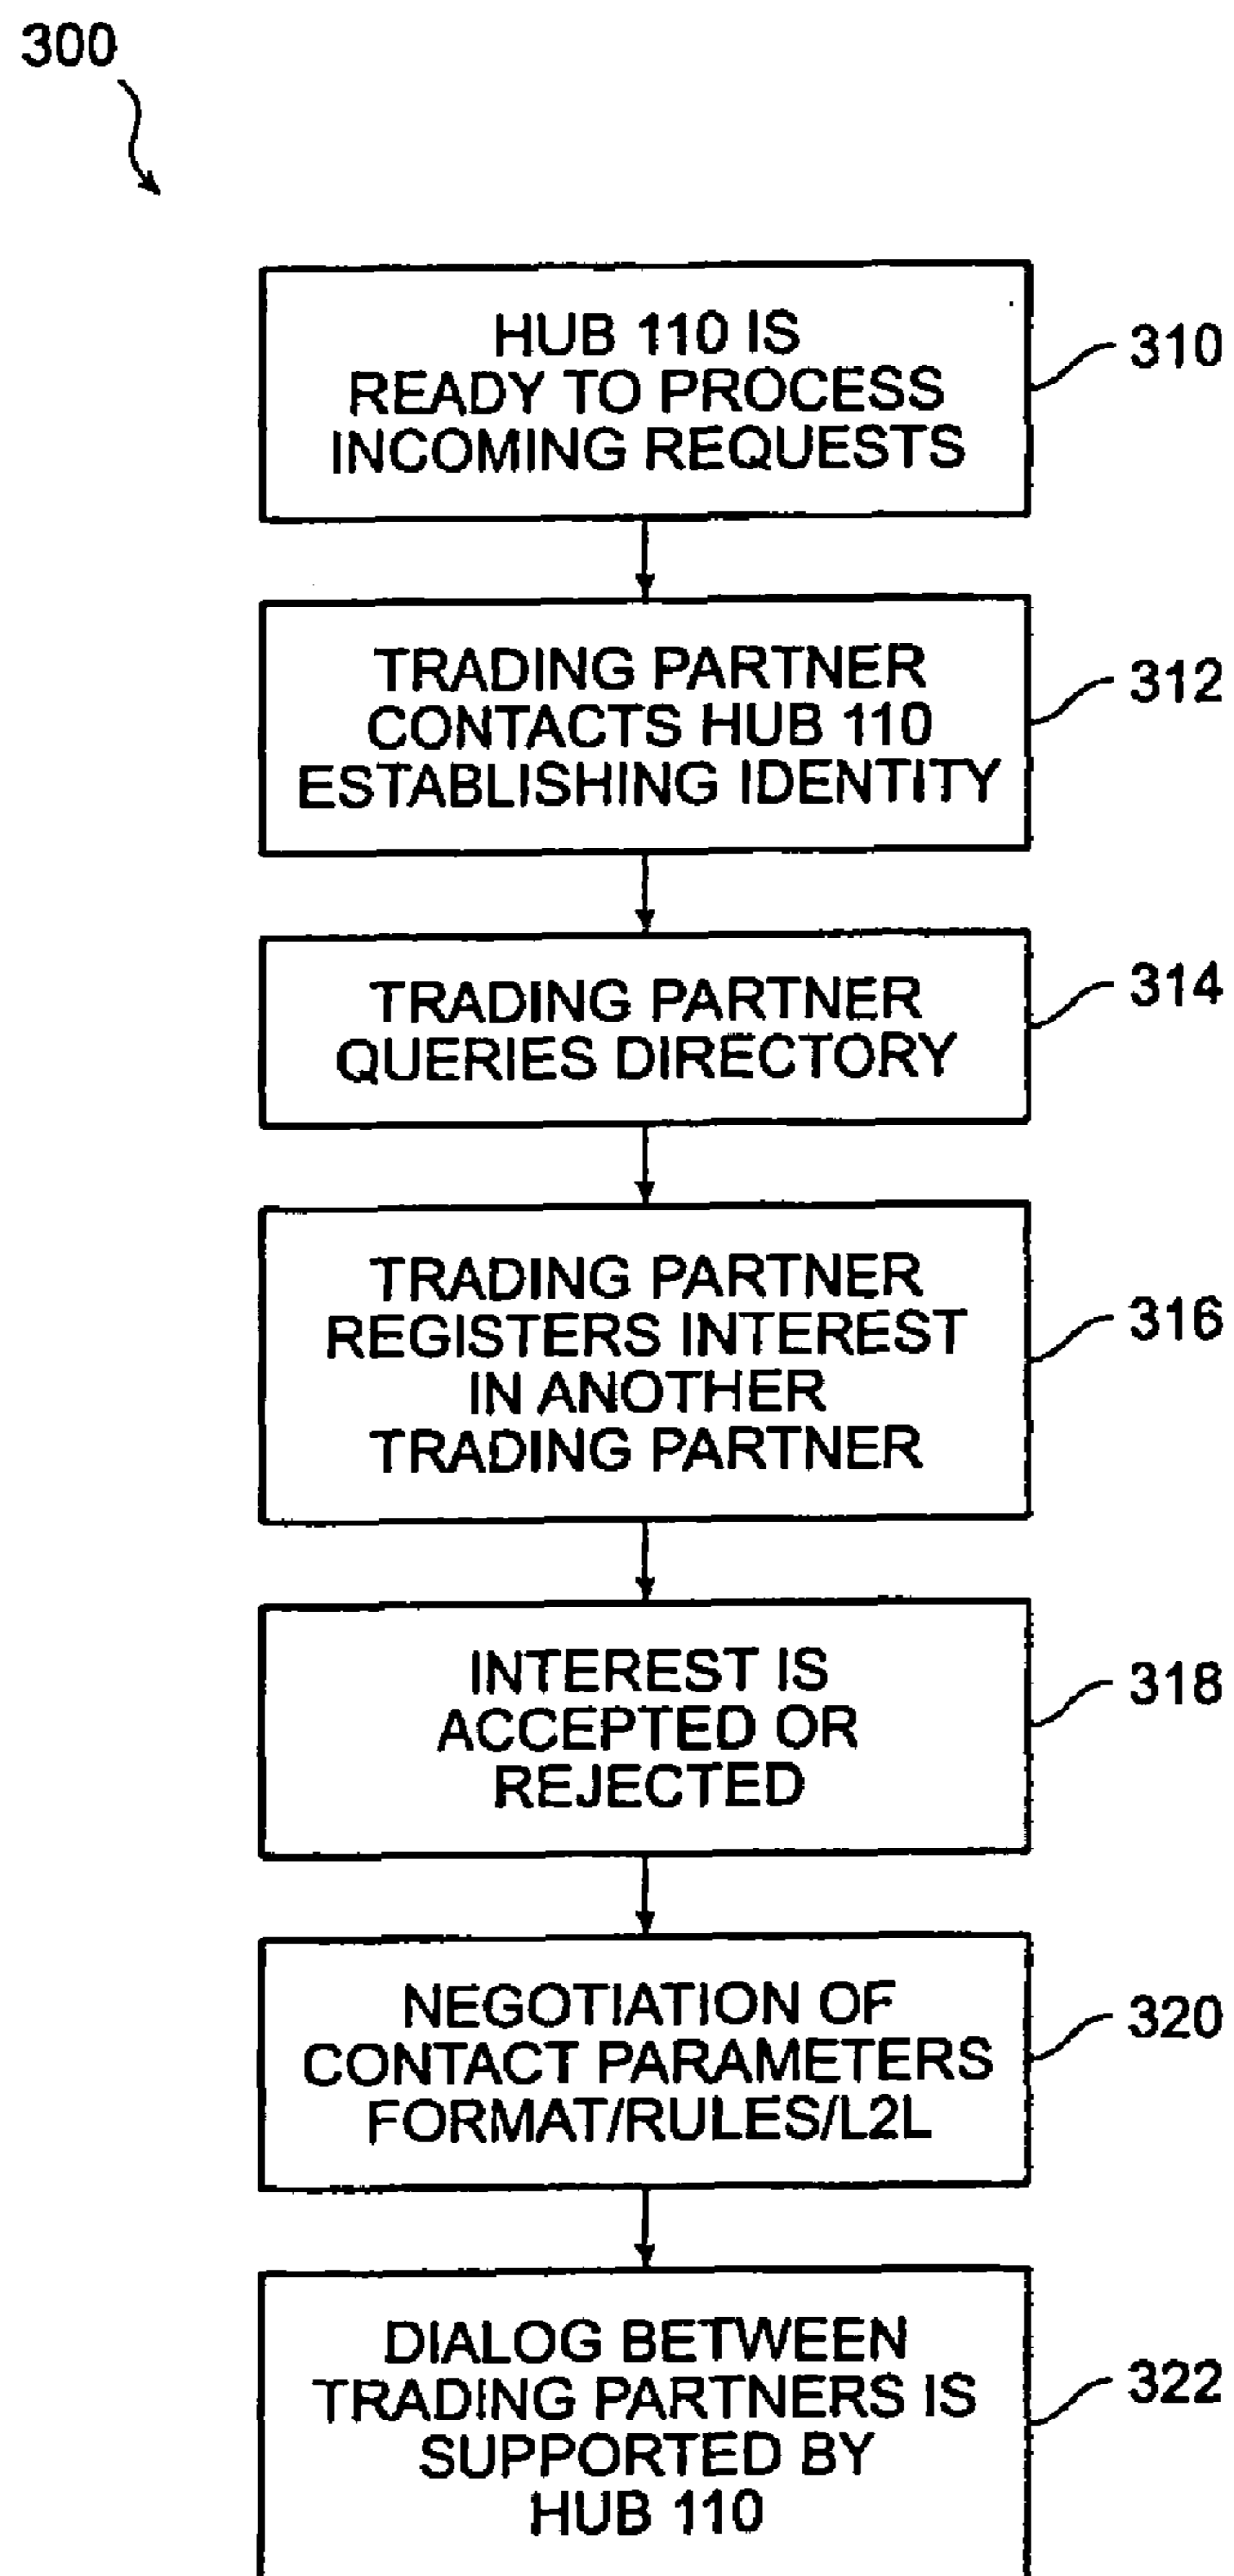 300
HUB 110 IS
READY TO PROCESS
INCOMING REQUESTS
310
TRADING PARTNER
CONTACTS HUB 110
ESTABLISHING IDENTITY
312
TRADING PARTNER
QUERIES DIRECTORY
314
TRADING PARTNER
REGISTERS INTEREST
IN ANOTHER
TRADING PARTNER
316
INTEREST IS
ACCEPTED OR
REJECTED
318
NEGOTIATION OF
CONTACT PARAMETERS
FORMAT/RULES/L2L
320
DIALOG BETWEEN
TRADING PARTNERS IS
SUPPORTED BY
HUB 110
322